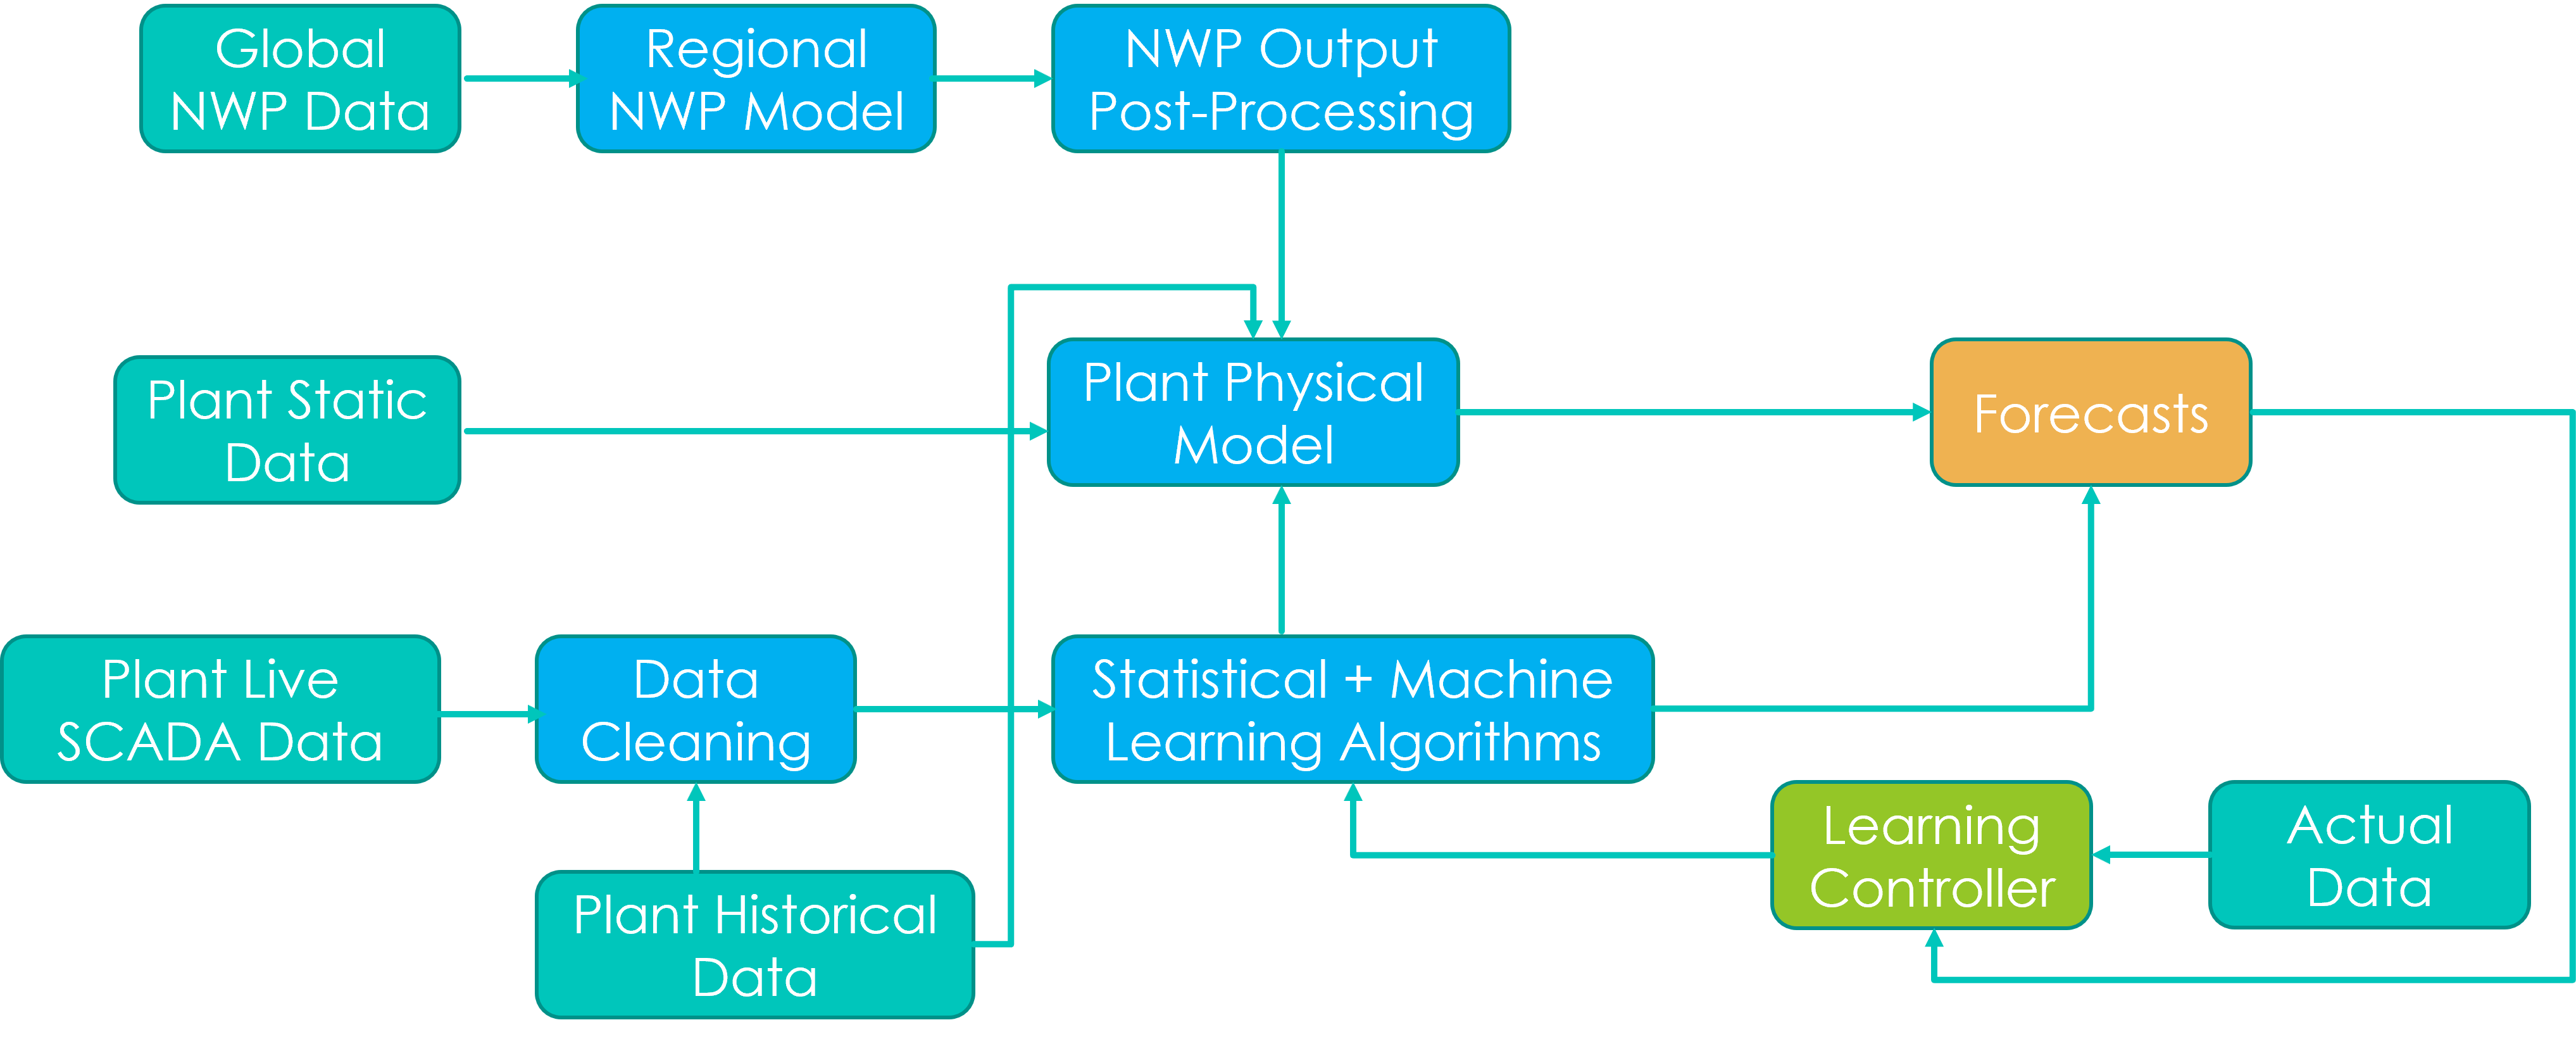 Global
NWP Data
Regional
NWP Model
NWP Output
Post-Processing
Plant Static
Data
Plant Physical
Model
Forecasts
Plant Live
SCADA Data
Data
Cleaning
Statistical + Machine
Learning Algorithms
Learning
Controller
Actual
Data
Plant Historical
Data